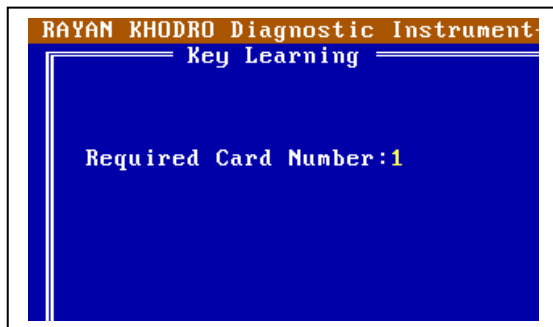 RAYAN KHODRO Diagnostic Instrument-
Key Learning
Required Card Number:1